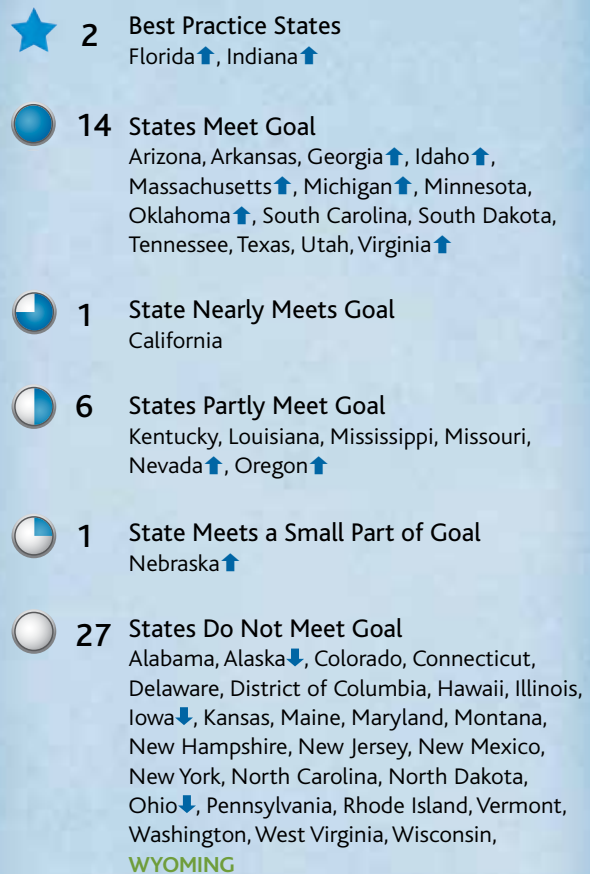 2 Best Practice States
Florida⬆, Indiana⬆
14 States Meet Goal
Arizona, Arkansas, Georgia⬆, Idaho⬆,
Massachusetts⬆, Michigan⬆, Minnesota,
Oklahoma⬆, South Carolina, South Dakota,
Tennessee, Texas, Utah, Virginia⬆
1 State Nearly Meets Goal
California
6 States Partly Meet Goal
Kentucky, Louisiana, Mississippi, Missouri,
Nevada⬆, Oregon⬆
1 State Meets a Small Part of Goal
Nebraska⬆
27 States Do Not Meet Goal
Alabama, Alaska⬇, Colorado, Connecticut,
Delaware, District of Columbia, Hawaii, Illinois,
Iowa⬇, Kansas, Maine, Maryland, Montana,
New Hampshire, New Jersey, New Mexico,
New York, North Carolina, North Dakota,
Ohio⬇, Pennsylvania, Rhode Island, Vermont,
Washington, West Virginia, Wisconsin,
WYOMING